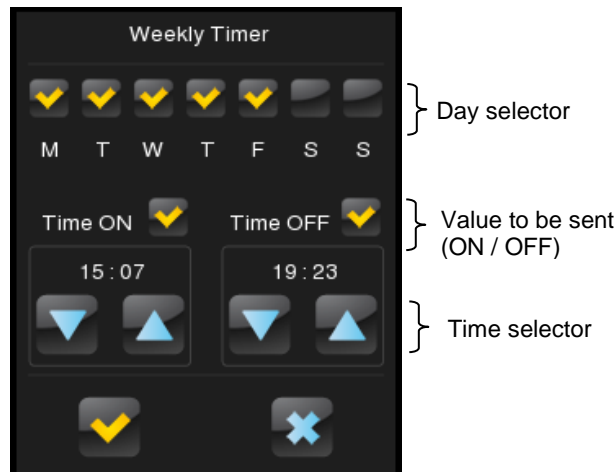 Weekly Timer
Day selector
M T W T F S S
Time ON Time OFF
Value to be sent
(ON / OFF)
15:07 19:23
Time selector